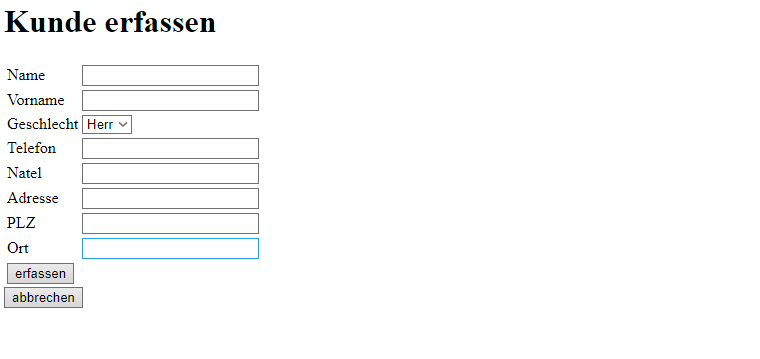 Kunde erfassen
Name
Vorname
Geschlecht Herr
Telefon
Natel
Adresse
PLZ
Ort
erfassen
abbrechen